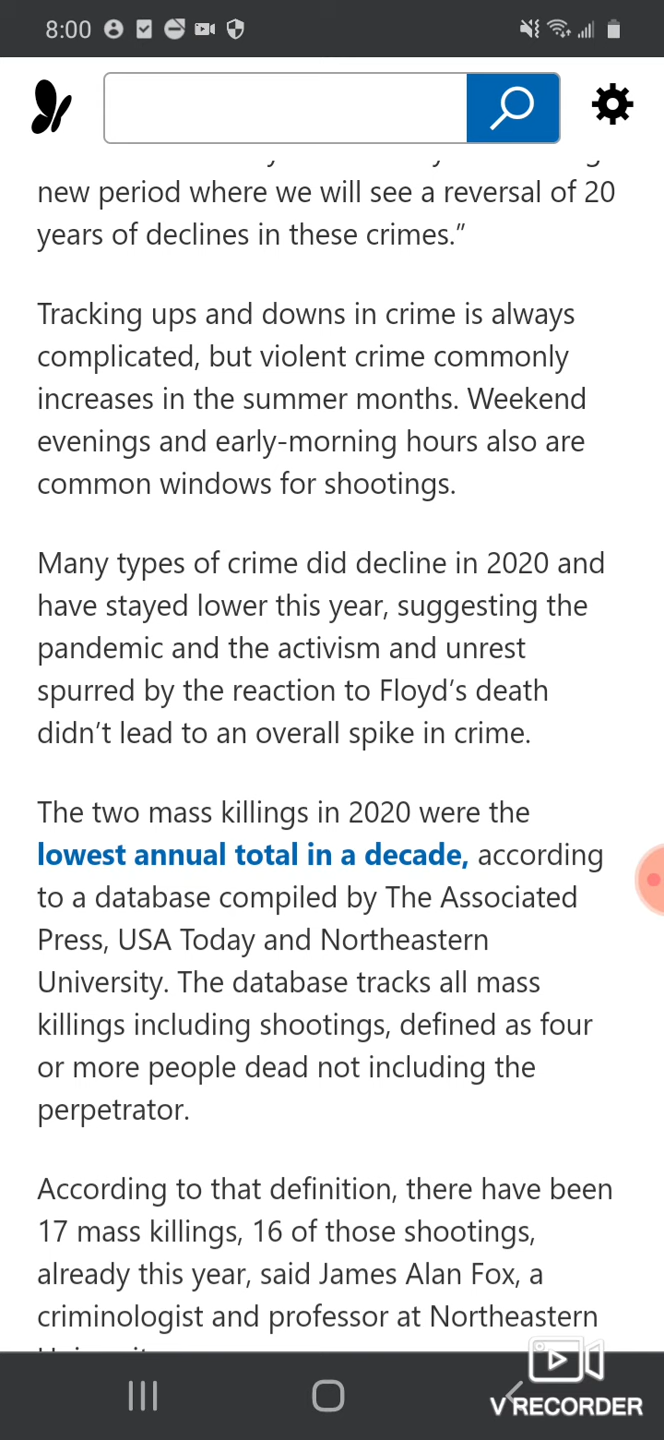 8:00
new period where we will see a reversal of 20
years of declines in these crimes.”
Tracking ups and downs in crime is always
complicated, but violent crime commonly
increases in the summer months. Weekend
evenings and early-morning hours also are
common windows for shootings.
Many types of crime did decline in 2020 and
have stayed lower this year, suggesting the
pandemic and the activism and unrest
spurred by the reaction to Floyd’s death
didn’t lead to an overall spike in crime.
The two mass killings in 2020 were the
lowest annual total in a decade, according
to a database compiled by The Associated
Press, USA Today and Northeastern
University. The database tracks all mass
killings including shootings, defined as four
or more people dead not including the
perpetrator.
According to that definition, there have been
17 mass killings, 16 of those shootings,
already this year, said James Alan Fox, a
criminologist and professor at Northeastern
V RECORDER